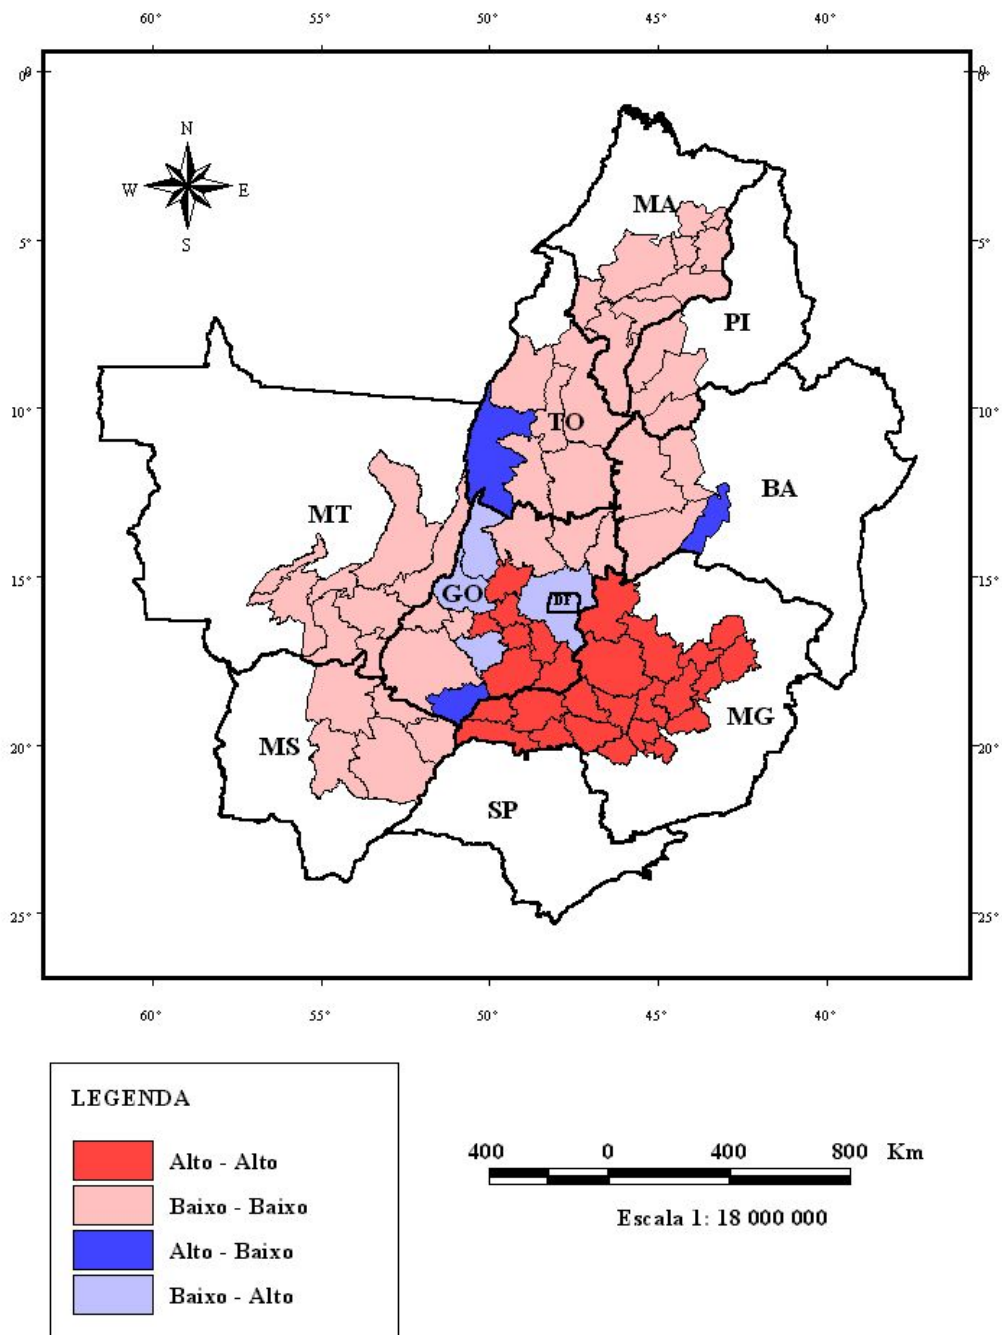 60° 55° 50° 45° 40°
0° 0°
N
W E
S
MA
5° 5°
PI
10° 10°
TO
BA
MT
15° 15°
GO DF
MG
MS
20° 20°
SP
25° 25°
60° 55° 50° 45° 40°
LEGENDA
Alto - Alto
Baixo - Baixo
Alto - Baixo
Baixo - Alto
400 0 400 800 Km
Escala 1: 18 000 000